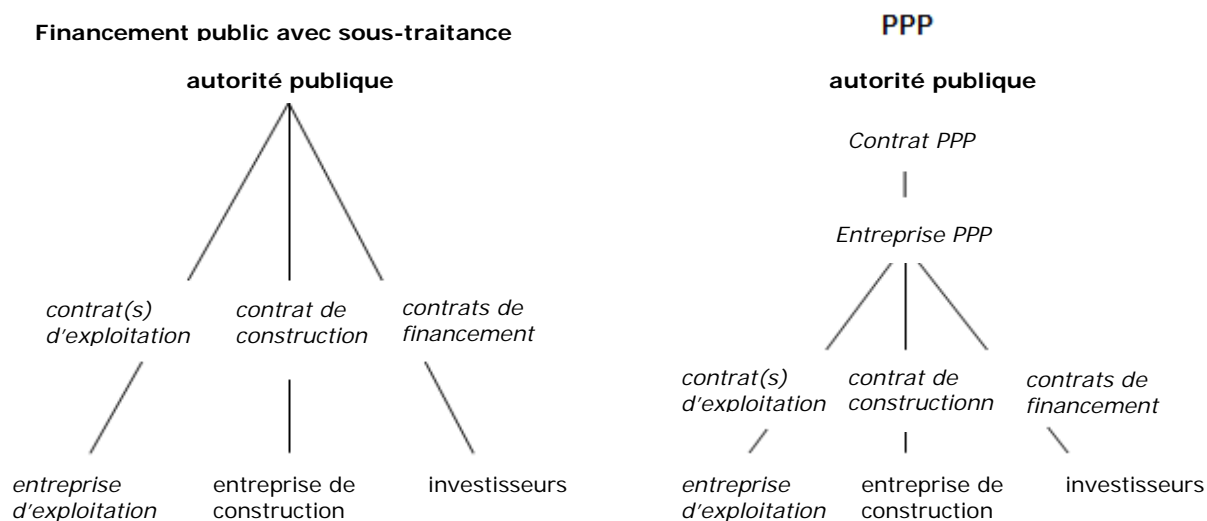 Financement public avec sous-traitance
autorité publique
contrat(s)
d'exploitation
contrat de
construction
contrats de
financement
entreprise
d'exploitation
entreprise de
construction
investisseurs
PPP
autorité publique
Contrat PPP
Entreprise PPP
contrat(s)
d'exploitation
contrat de
constructionn
contrats de
financement
entreprise
d'exploitation
entreprise de
construction
investisseurs